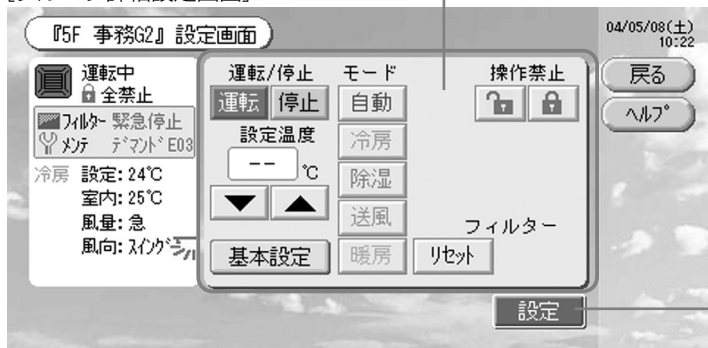 『5F 事務G2』設定画面
04/05/08(土)
10:22
運転中
全禁止
フィルター 緊急停止
メンテ デマンド E03
冷房 設定: 24℃
室内: 25℃
風量: 急
風向: スイング
運転/停止
運転 停止
設定温度
-- ℃
▼ ▲
基本設定
モード
自動
冷房
除湿
送風
暖房
操作禁止
フィルター
リセット
戻る
ヘルプ
設定